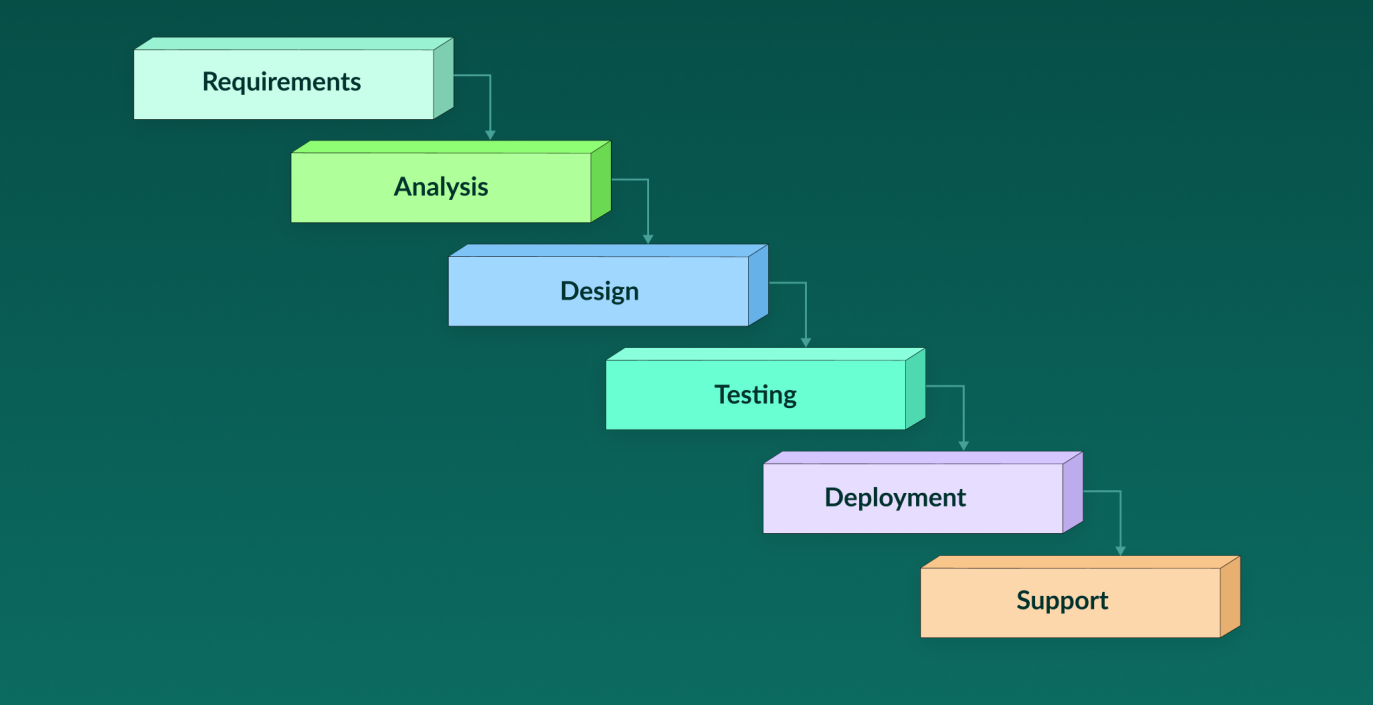 Requirements
Analysis
Design
Testing
Deployment
Support